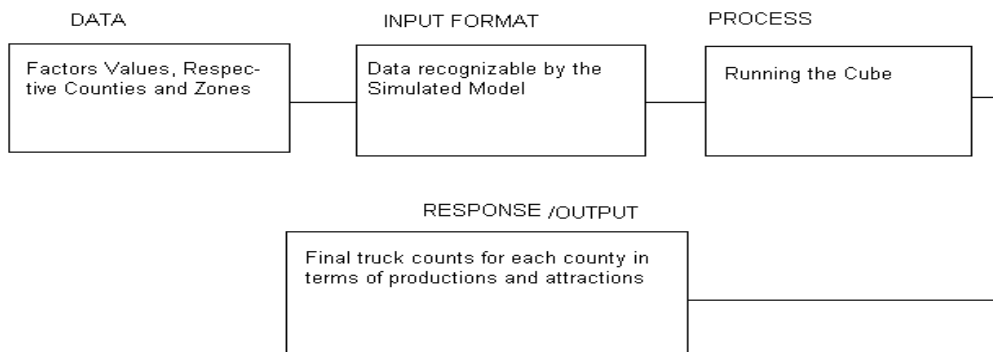 DATA
INPUT FORMAT
PROCESS
Factors Values, Respec-
tive Counties and Zones
Data recognizable by the
Simulated Model
Running the Cube
RESPONSE /OUTPUT
Final truck counts for each county in
terms of productions and attractions